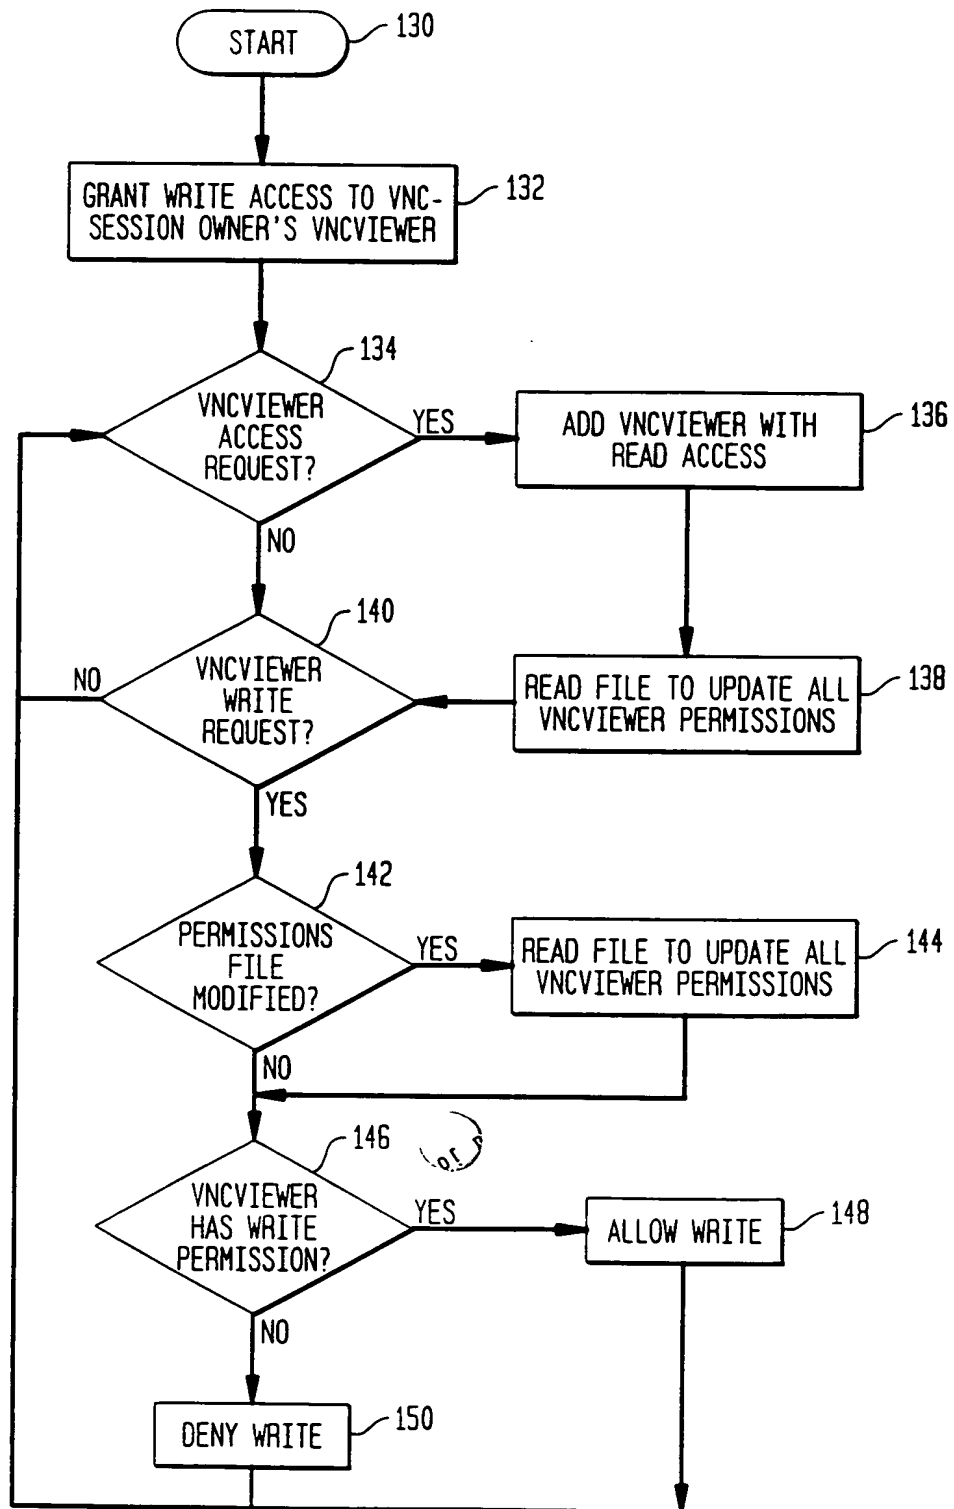 START
130
GRANT WRITE ACCESS TO VNC-
SESSION OWNER'S VNCVIEWER
132
134
VNCVIEWER
ACCESS
REQUEST?
YES
NO
ADD VNCVIEWER WITH
READ ACCESS
136
READ FILE TO UPDATE ALL
VNCVIEWER PERMISSIONS
138
140
VNCVIEWER
WRITE
REQUEST?
NO
YES
142
PERMISSIONS
FILE
MODIFIED?
YES
NO
READ FILE TO UPDATE ALL
VNCVIEWER PERMISSIONS
144
146
VNCVIEWER
HAS WRITE
PERMISSION?
YES
NO
ALLOW WRITE
148
DENY WRITE
150